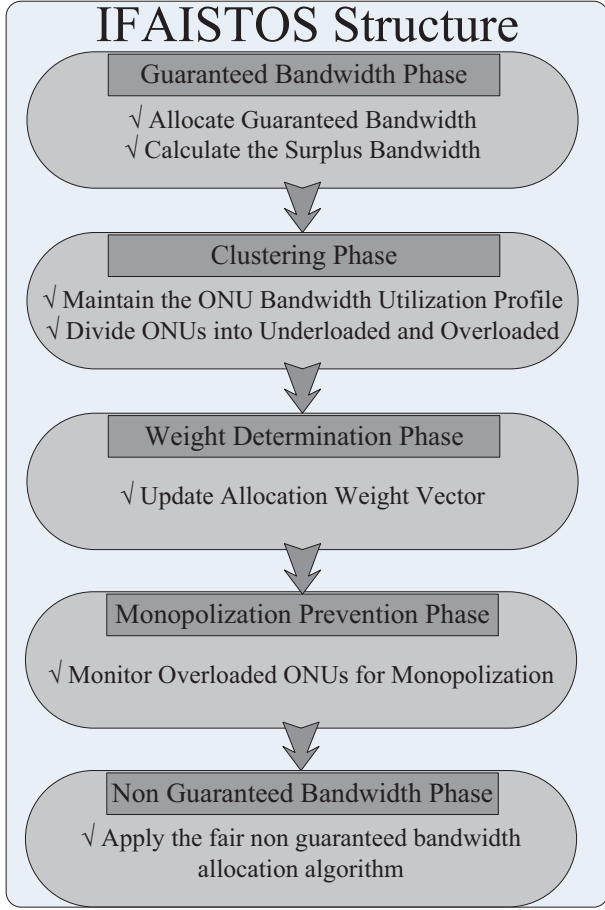 IFAISTOS Structure
Guaranteed Bandwidth Phase
√ Allocate Guaranteed Bandwidth
√ Calculate the Surplus Bandwidth
Clustering Phase
√ Maintain the ONU Bandwidth Utilization Profile
√ Divide ONUs into Underloaded and Overloaded
Weight Determination Phase
√ Update Allocation Weight Vector
Monopolization Prevention Phase
√ Monitor Overloaded ONUs for Monopolization
Non Guaranteed Bandwidth Phase
√ Apply the fair non guaranteed bandwidth
allocation algorithm